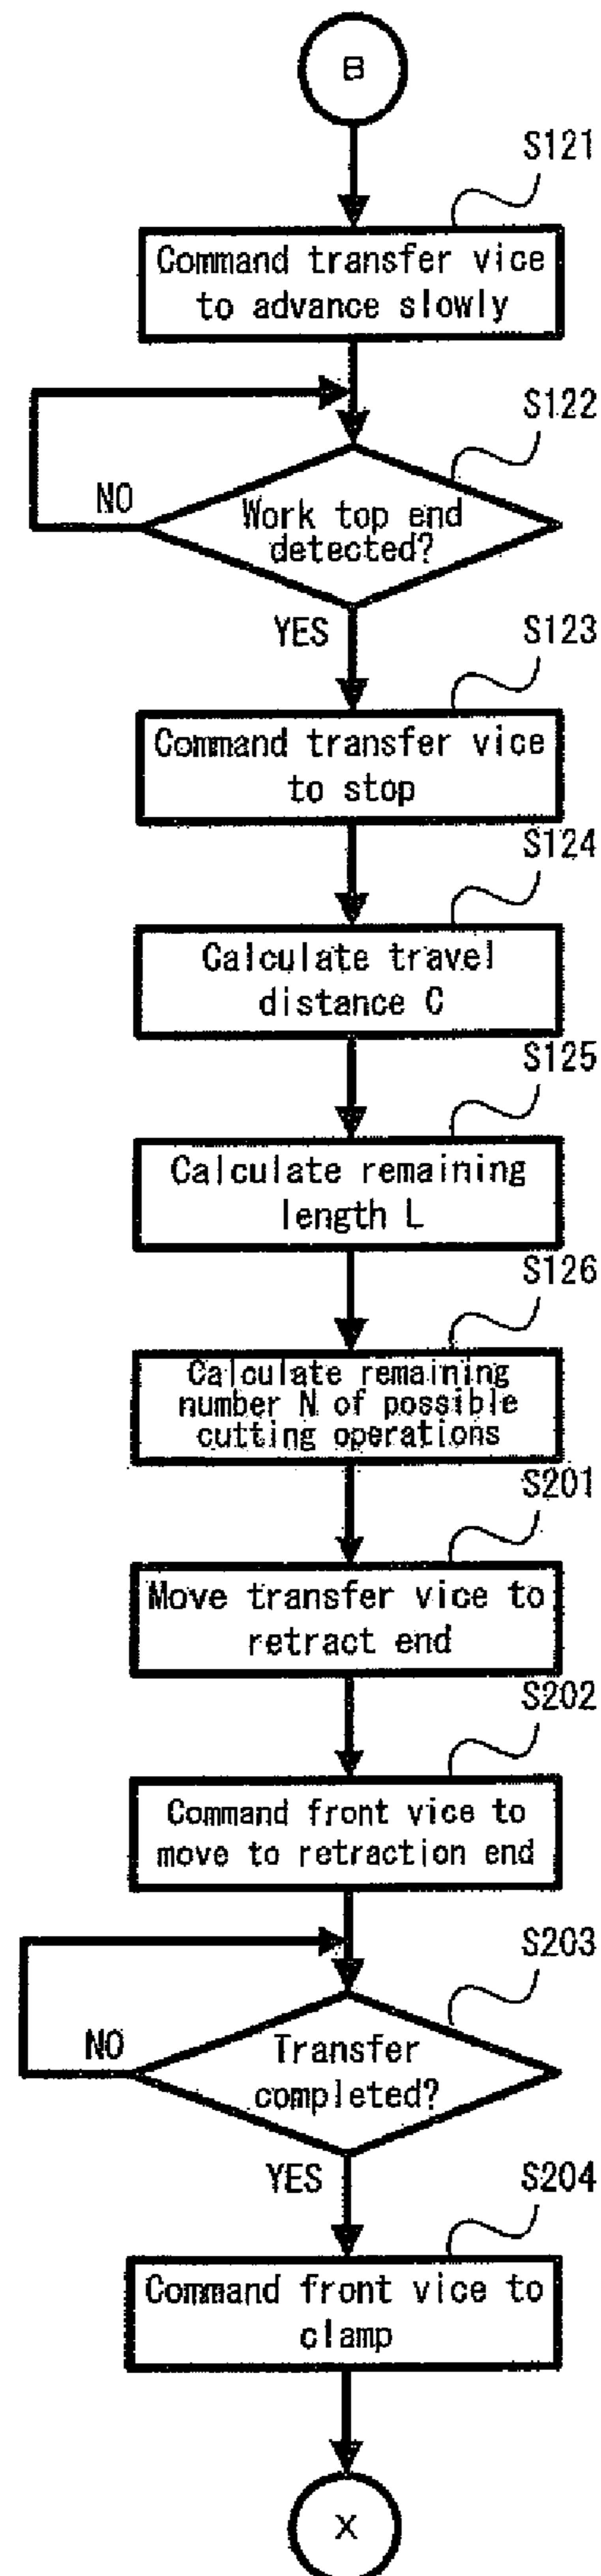 B
S121
Command transfer vice
to advance slowly
S122
NO
Work top end
detected?
YES
S123
Command transfer vice
to stop
S124
Calculate travel
distance C
S125
Calculate remaining
length L
S126
Calculate remaining
number N of possible
cutting operations
S201
Move transfer vice to
retract end
S202
Command front vice to
move to retraction end
S203
NO
Transfer
completed?
YES
S204
Command front vice to
clamp
X